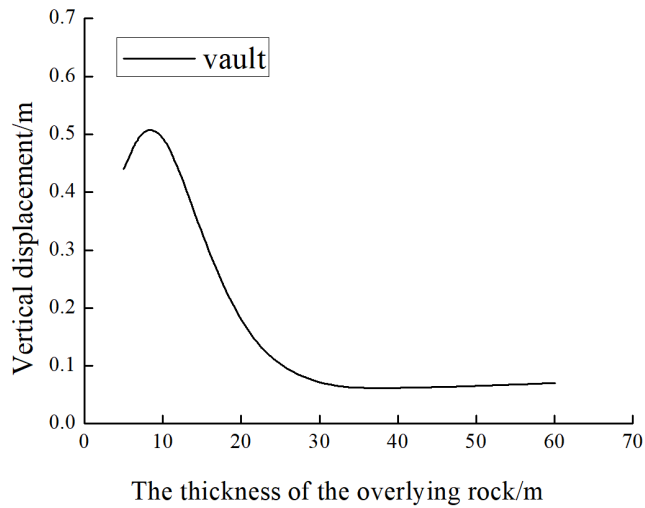 0.7
vault
0.6
0.5
0.4
0.3
0.2
0.1
0.0
Vertical displacement/m
0 10 20 30 40 50 60 70
The thickness of the overlying rock/m